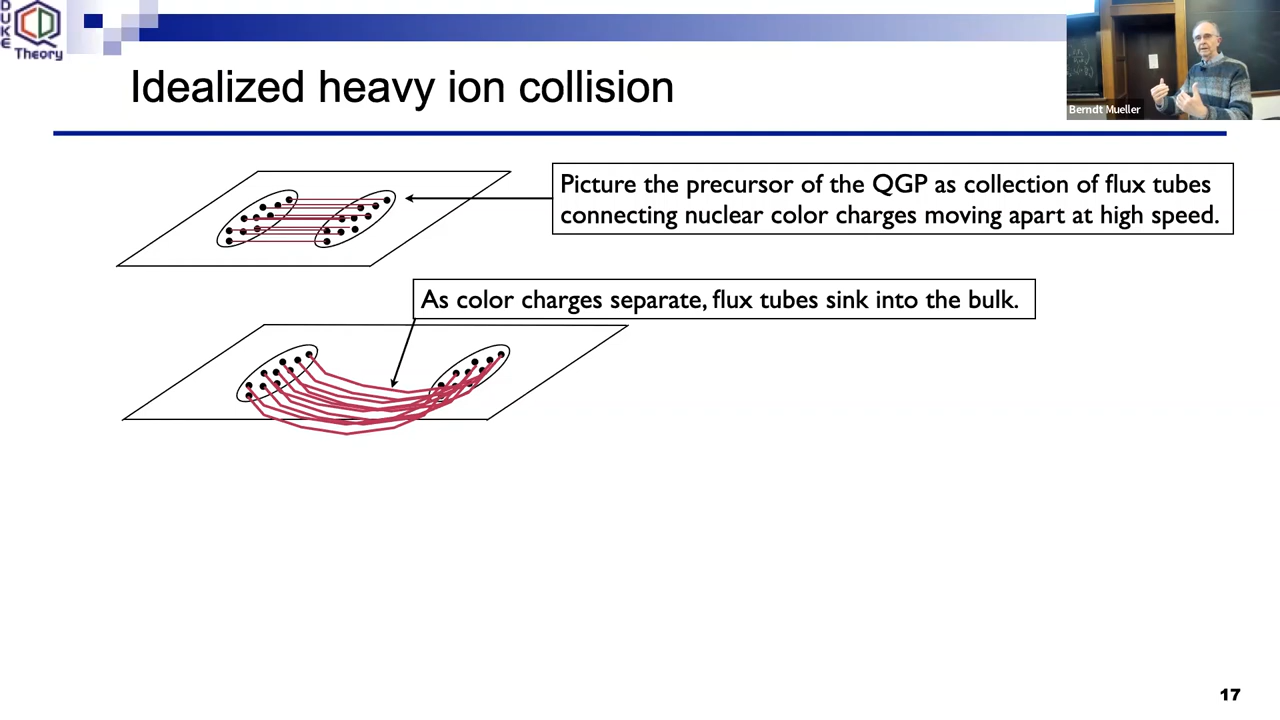 DUKE
Theory
Berndt Mueller
Idealized heavy ion collision
Picture the precursor of the QGP as collection of flux tubes
connecting nuclear color charges moving apart at high speed.
As color charges separate, flux tubes sink into the bulk.
17